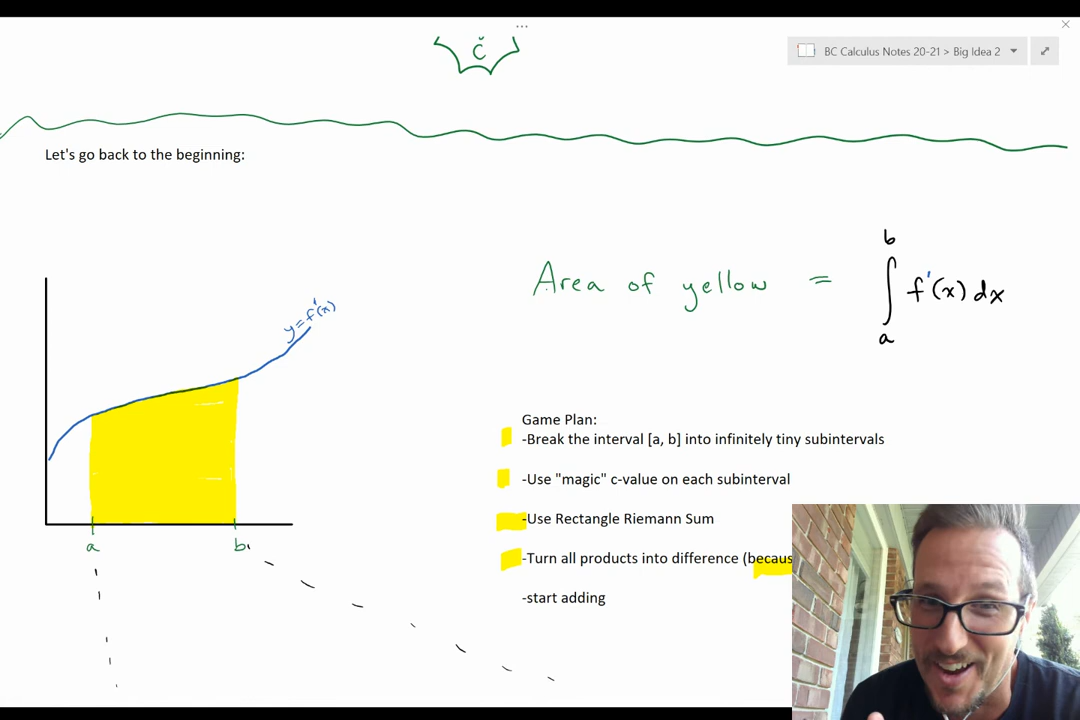 č
BC Calculus Notes 20-21 > Big Idea 2
Let's go back to the beginning:
Area of yellow = ∫ₐᵇ f'(x) dx
y=f'(x)
Game Plan:
-Break the interval [a, b] into infinitely tiny subintervals
-Use "magic" c-value on each subinterval
-Use Rectangle Riemann Sum
-Turn all products into difference (becaus
-start adding
a
b